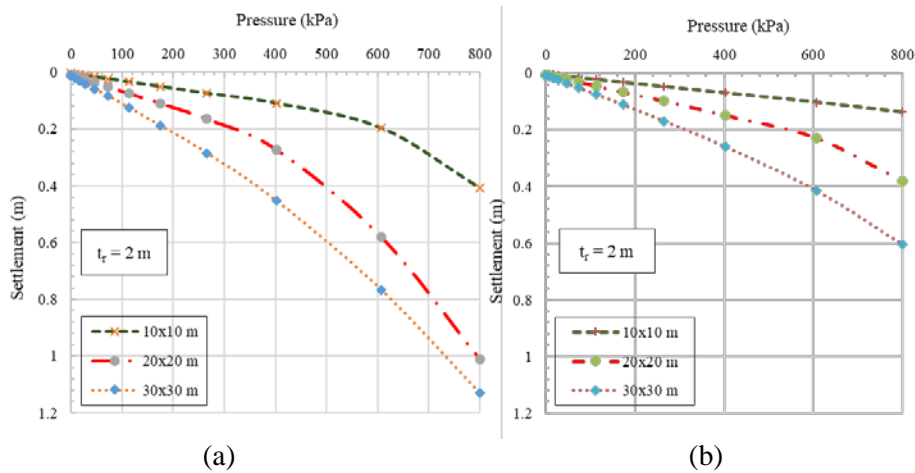 Pressure (kPa)
0 100 200 300 400 500 600 700 800
0
0.2
0.4
0.6
0.8
1
1.2
Settlement (m)
t_r = 2 m
10x10 m
20x20 m
30x30 m
(a)
Pressure (kPa)
0 200 400 600 800
0
0.2
0.4
0.6
0.8
1
1.2
Settlement (m)
t_r = 2 m
10x10 m
20x20 m
30x30 m
(b)